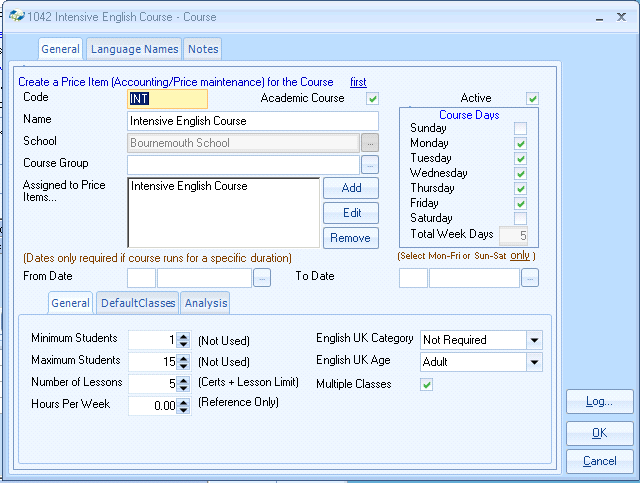 1042 Intensive English Course - Course
General Language Names Notes
Create a Price Item (Accounting/Price maintenance) for the Course first
Code INT Academic Course Active
Name Intensive English Course
School Bournemouth School ...
Course Group ...
Assigned to Price Items... Intensive English Course
Add
Edit
Remove
Course Days
Sunday
Monday
Tuesday
Wednesday
Thursday
Friday
Saturday
Total Week Days 5
(Select Mon-Fri or Sun-Sat only )
(Dates only required if course runs for a specific duration)
From Date ... To Date ...
General DefaultClasses Analysis
Minimum Students 1 (Not Used) English UK Category Not Required
Maximum Students 15 (Not Used) English UK Age Adult
Number of Lessons 5 (Certs + Lesson Limit) Multiple Classes
Hours Per Week 0.00 (Reference Only)
Log...
OK
Cancel